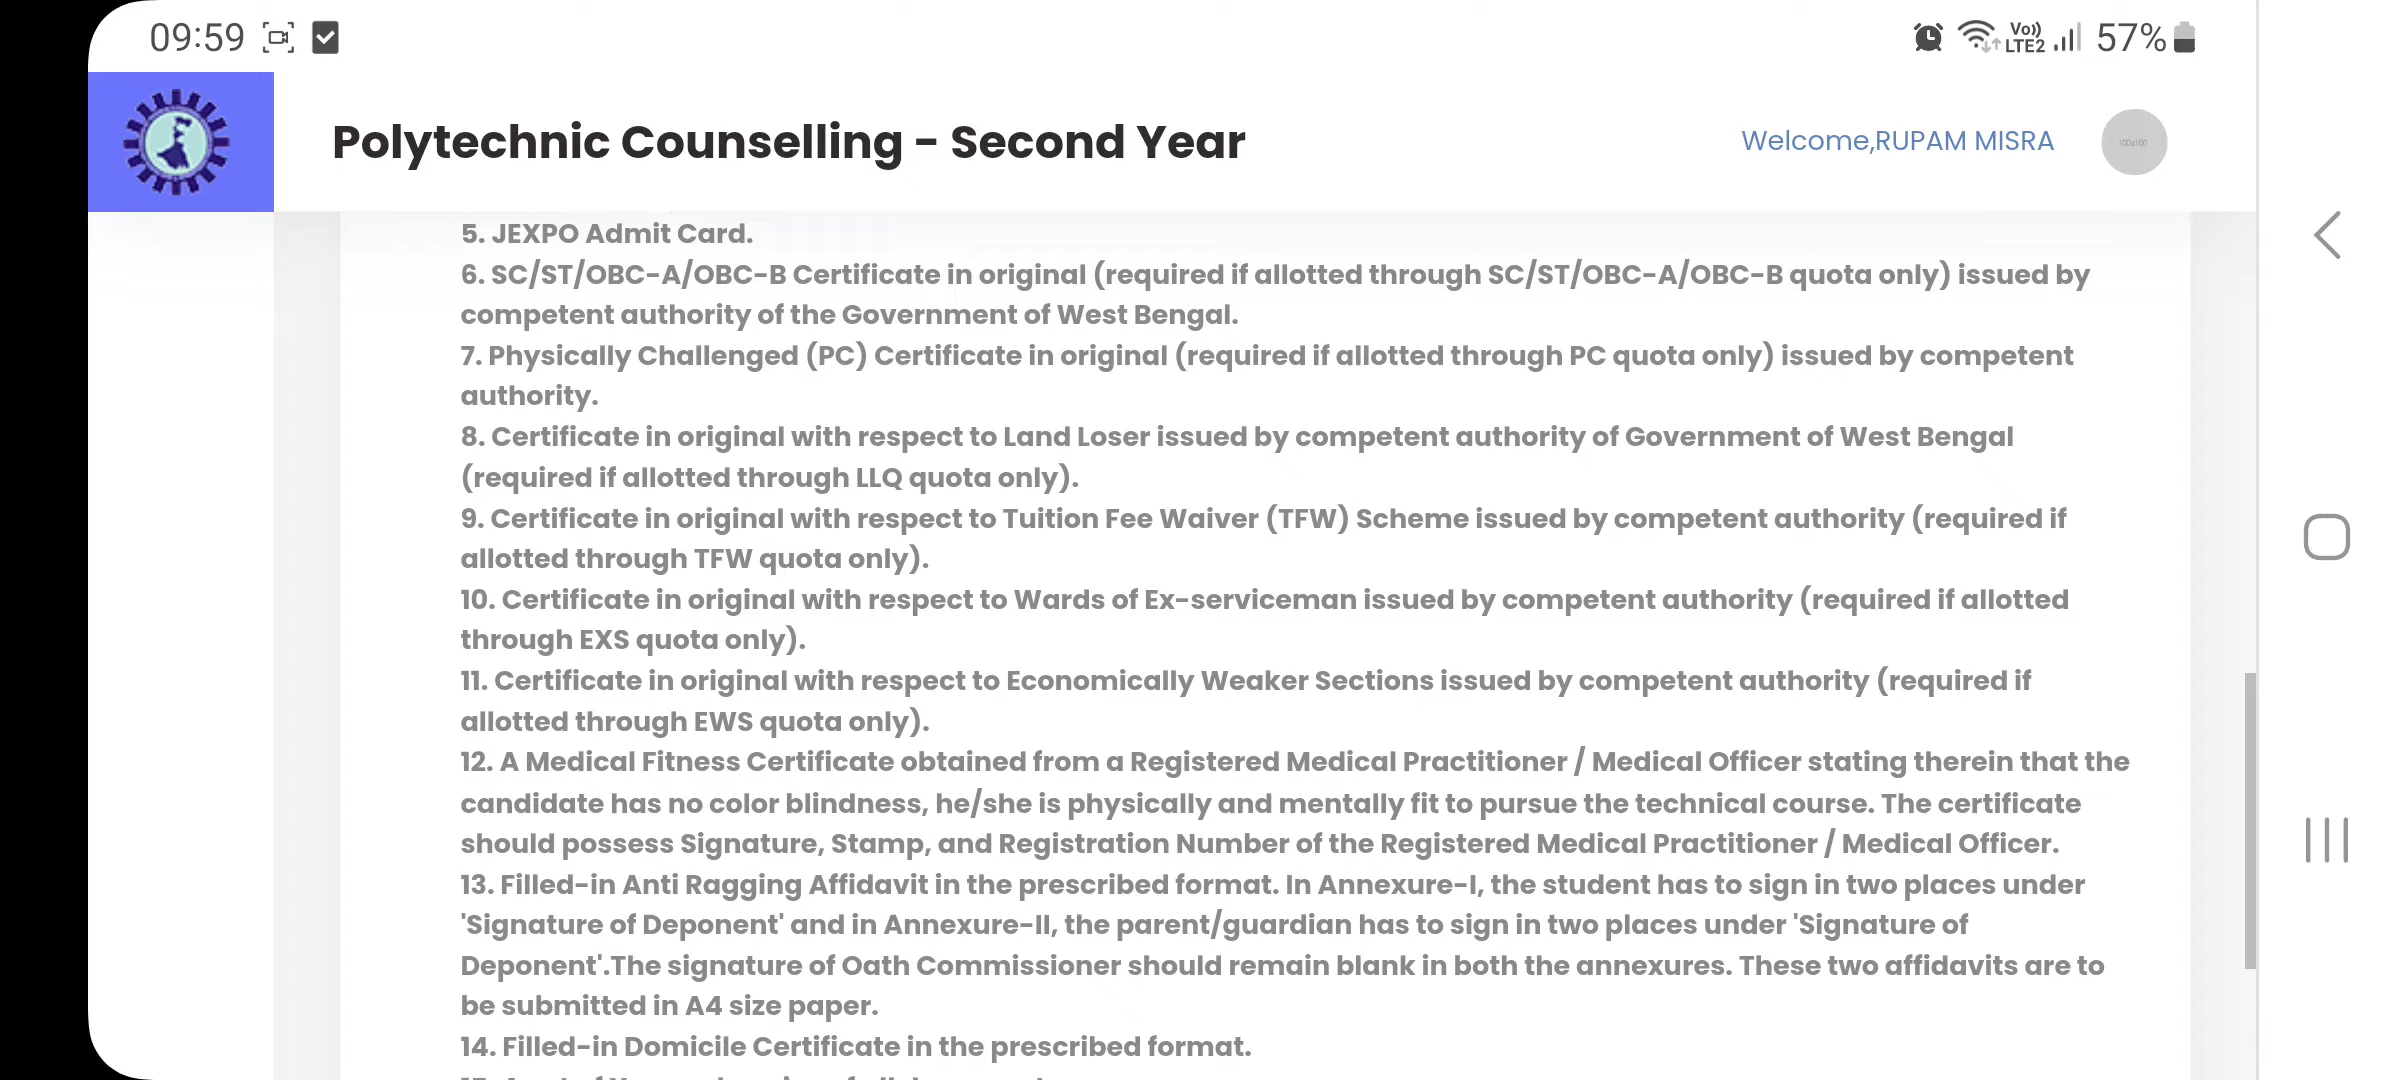 09:59
Vo)) LTE2 57%
Polytechnic Counselling - Second Year
Welcome,RUPAM MISRA
100x100
5. JEXPO Admit Card.
6. SC/ST/OBC-A/OBC-B Certificate in original (required if allotted through SC/ST/OBC-A/OBC-B quota only) issued by
competent authority of the Government of West Bengal.
7. Physically Challenged (PC) Certificate in original (required if allotted through PC quota only) issued by competent
authority.
8. Certificate in original with respect to Land Loser issued by competent authority of Government of West Bengal
(required if allotted through LLQ quota only).
9. Certificate in original with respect to Tuition Fee Waiver (TFW) Scheme issued by competent authority (required if
allotted through TFW quota only).
10. Certificate in original with respect to Wards of Ex-serviceman issued by competent authority (required if allotted
through EXS quota only).
11. Certificate in original with respect to Economically Weaker Sections issued by competent authority (required if
allotted through EWS quota only).
12. A Medical Fitness Certificate obtained from a Registered Medical Practitioner / Medical Officer stating therein that the
candidate has no color blindness, he/she is physically and mentally fit to pursue the technical course. The certificate
should possess Signature, Stamp, and Registration Number of the Registered Medical Practitioner / Medical Officer.
13. Filled-in Anti Ragging Affidavit in the prescribed format. In Annexure-I, the student has to sign in two places under
'Signature of Deponent' and in Annexure-II, the parent/guardian has to sign in two places under 'Signature of
Deponent'.The signature of Oath Commissioner should remain blank in both the annexures. These two affidavits are to
be submitted in A4 size paper.
14. Filled-in Domicile Certificate in the prescribed format.